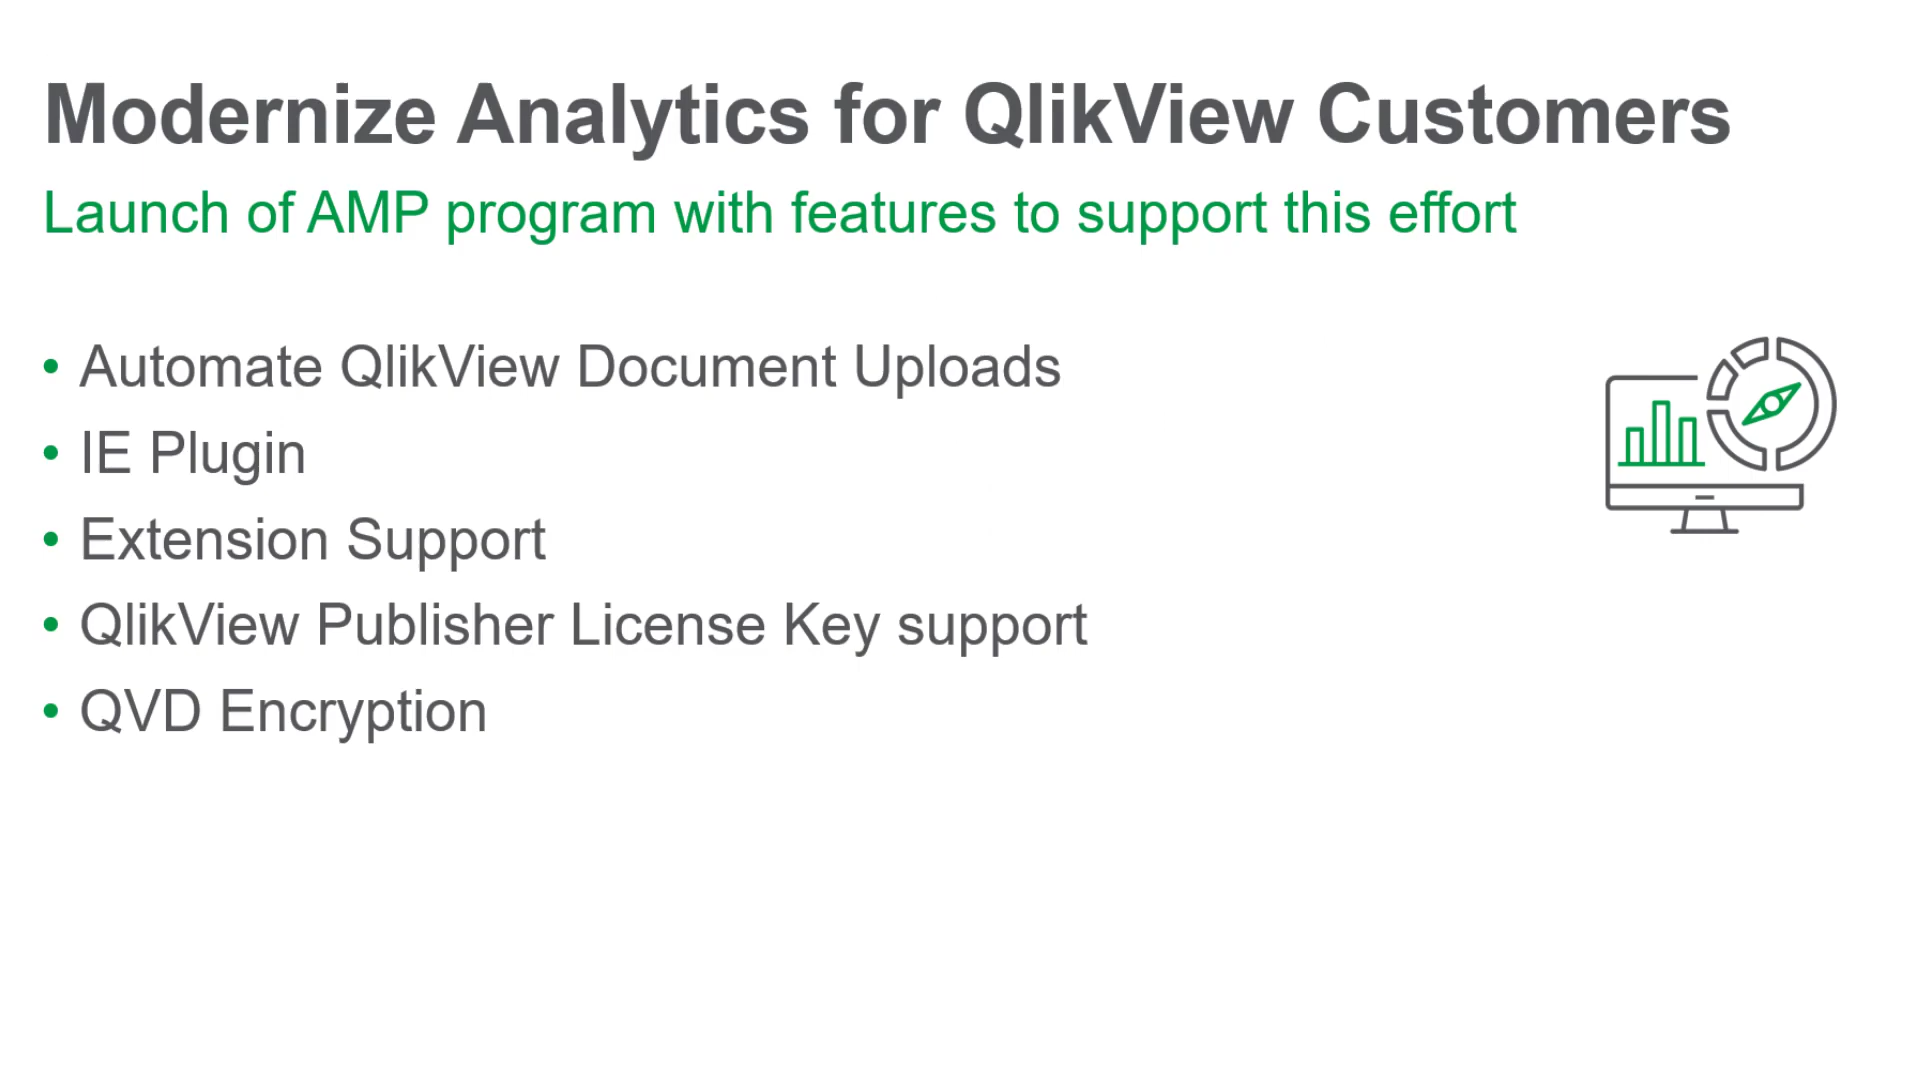 Modernize Analytics for QlikView Customers
Launch of AMP program with features to support this effort
• Automate QlikView Document Uploads
• IE Plugin
• Extension Support
• QlikView Publisher License Key support
• QVD Encryption